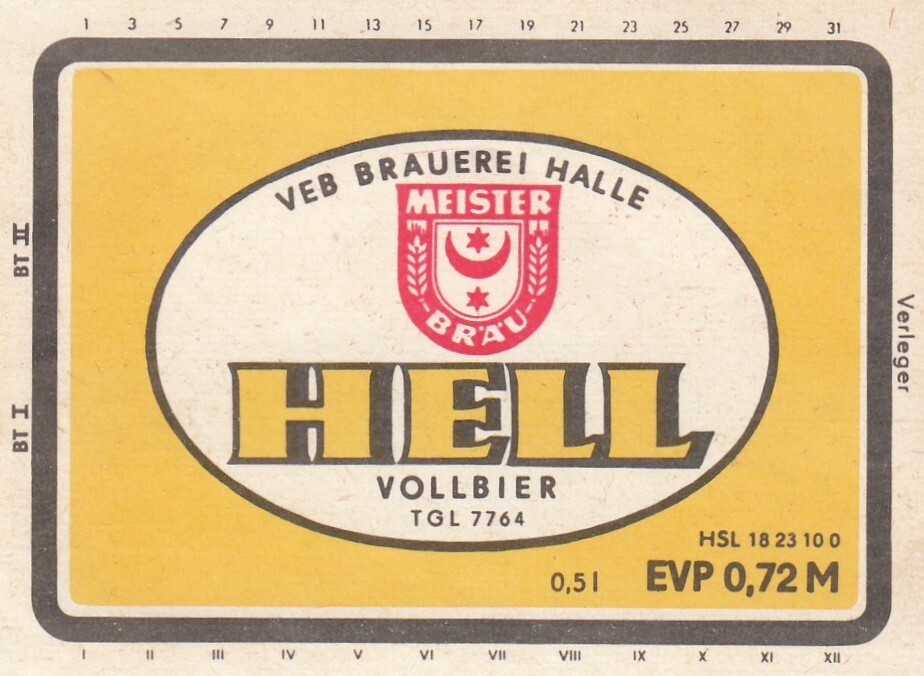 1 3 5 7 9 11 13 15 17 19 21 23 25 27 29 31
VEB BRAUEREI HALLE
MEISTER
BRÄU
HELL
VOLLBIER
TGL 7764
HSL 18 23 10 0
0,5 l EVP 0,72 M
BT II
BT I
Verleger
I II III IV V VI VII VIII IX X XI XII